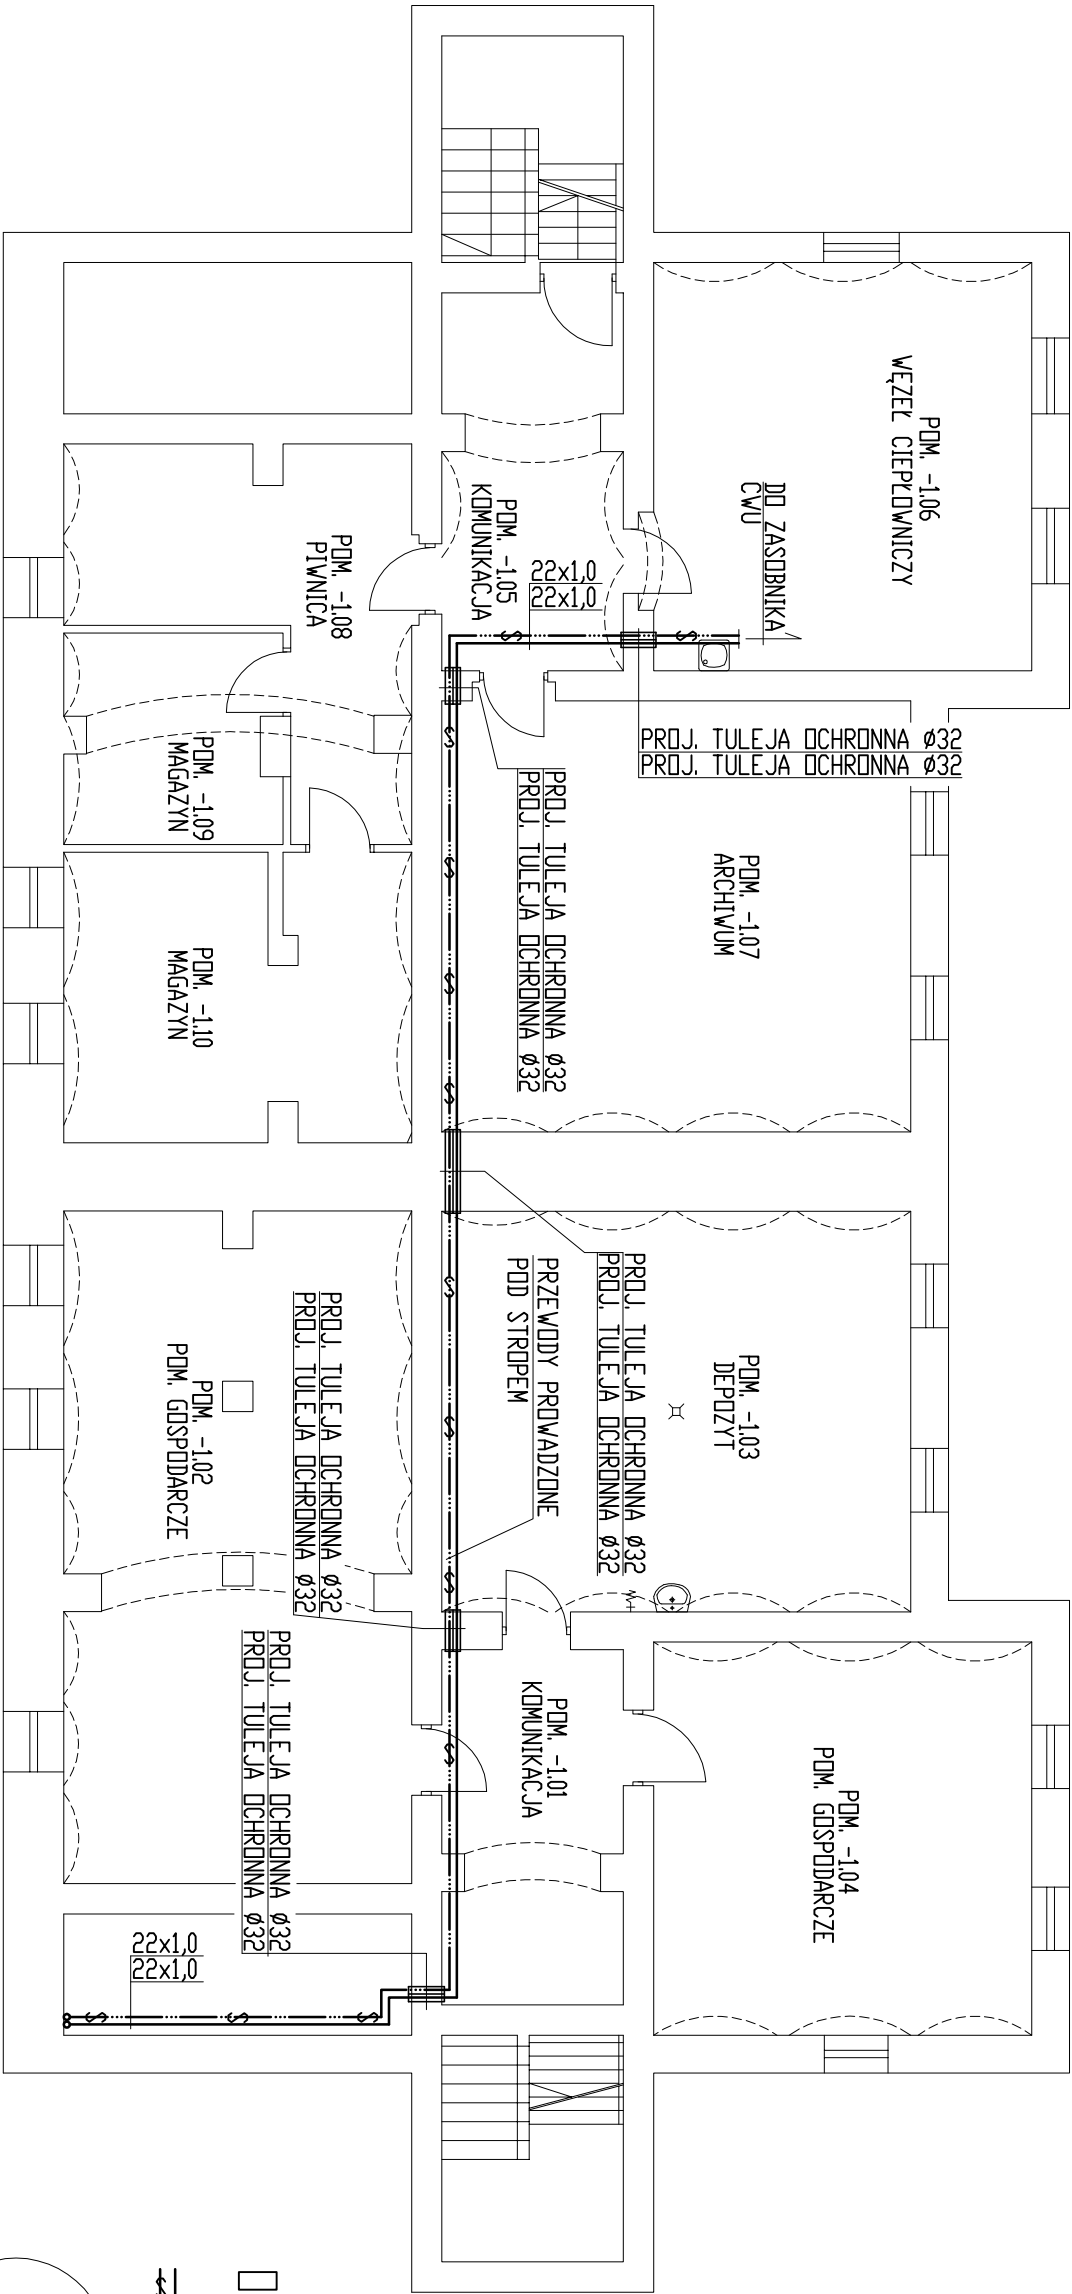 POM. -1.06
WĘZEŁ CIEPŁOWNICZY
DO ZASOBNIKA
CWU
POM. -1.05
KOMUNIKACJA
22x1,0
22x1,0
POM. -1.08
PIWNICA
PROJ. TULEJA OCHRONNA ø32
PROJ. TULEJA OCHRONNA ø32
PROJ. TULEJA OCHRONNA ø32
PROJ. TULEJA OCHRONNA ø32
POM. -1.09
MAGAZYN
POM. -1.07
ARCHIWUM
POM. -1.10
MAGAZYN
PROJ. TULEJA OCHRONNA ø32
PROJ. TULEJA OCHRONNA ø32
PRZEWODY PROWADZONE
POD STROPEM
POM. -1.03
DEPOZYT
PROJ. TULEJA OCHRONNA ø32
PROJ. TULEJA OCHRONNA ø32
POM. -1.02
POM. GOSPODARCZE
PROJ. TULEJA OCHRONNA ø32
PROJ. TULEJA OCHRONNA ø32
POM. -1.01
KOMUNIKACJA
POM. -1.04
POM. GOSPODARCZE
22x1,0
22x1,0